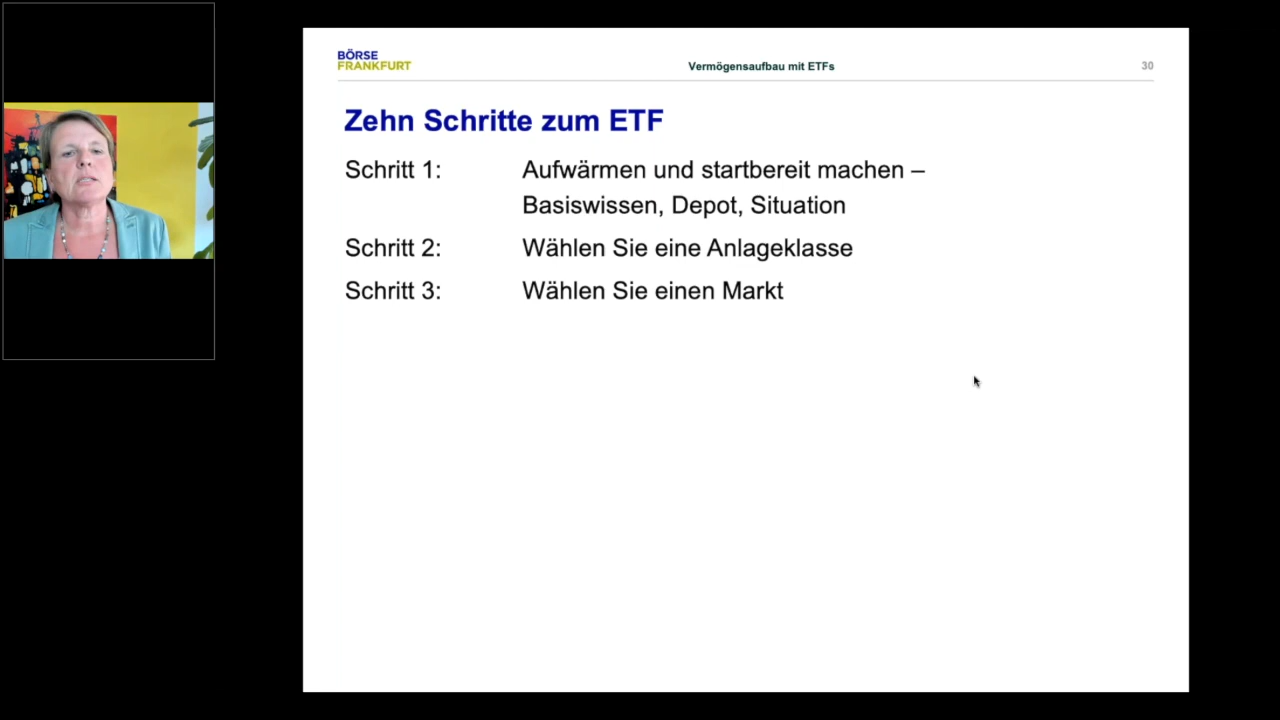 BÖRSE
FRANKFURT
Vermögensaufbau mit ETFs
30
Zehn Schritte zum ETF
Schritt 1: Aufwärmen und startbereit machen –
Basiswissen, Depot, Situation
Schritt 2: Wählen Sie eine Anlageklasse
Schritt 3: Wählen Sie einen Markt